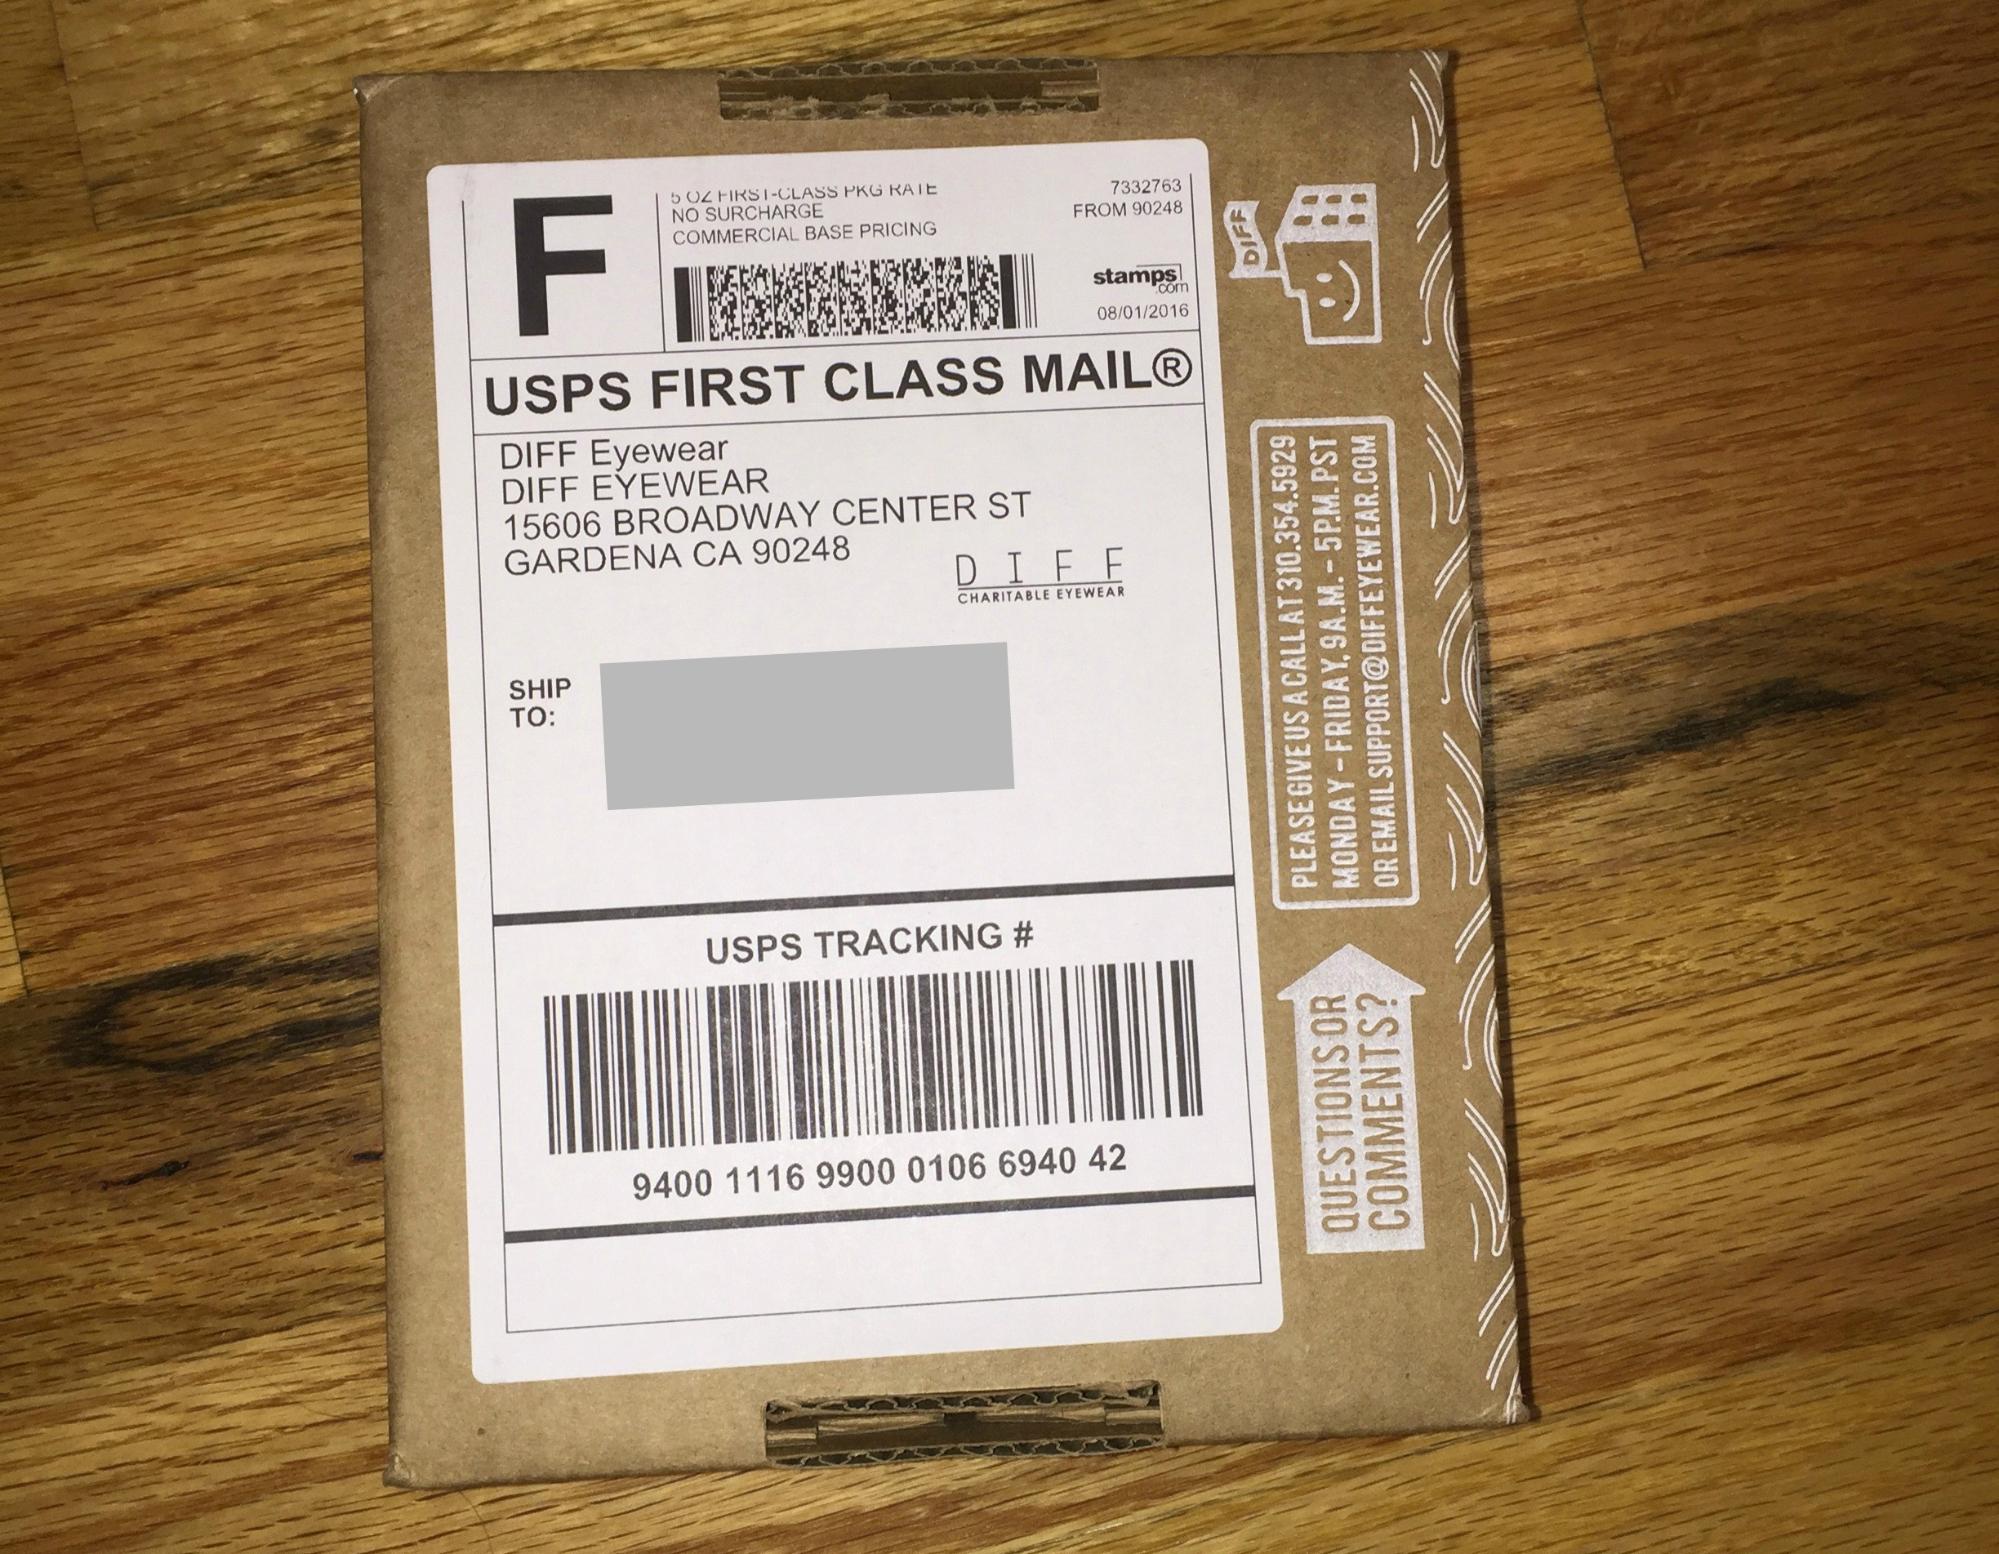 F
5 OZ FIRST-CLASS PKG RATE
NO SURCHARGE
COMMERCIAL BASE PRICING
7332763
FROM 90248
stamps
.com
08/01/2016
USPS FIRST CLASS MAIL®
DIFF Eyewear
DIFF EYEWEAR
15606 BROADWAY CENTER ST
GARDENA CA 90248
DIFF
CHARITABLE EYEWEAR
SHIP
TO:
USPS TRACKING #
9400 1116 9900 0106 6940 42
DIFF
PLEASE GIVE US A CALL AT 310.354.5929
MONDAY – FRIDAY, 9A.M. – 5P.M. PST
OR EMAIL SUPPORT@DIFFEYEWEAR.COM
QUESTIONS OR
COMMENTS?